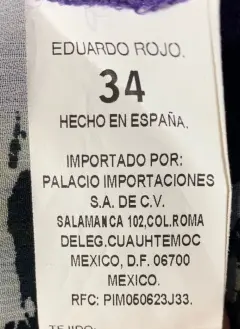 EDUARDO ROJO.
34
HECHO EN ESPAÑA.
IMPORTADO POR:
PALACIO IMPORTACIONES
S.A. DE C.V.
SALAMANCA 102,COL.ROMA
DELEG.CUAUHTEMOC
MEXICO, D.F. 06700
MEXICO.
RFC: PIM050623J33.
TEJIDO: